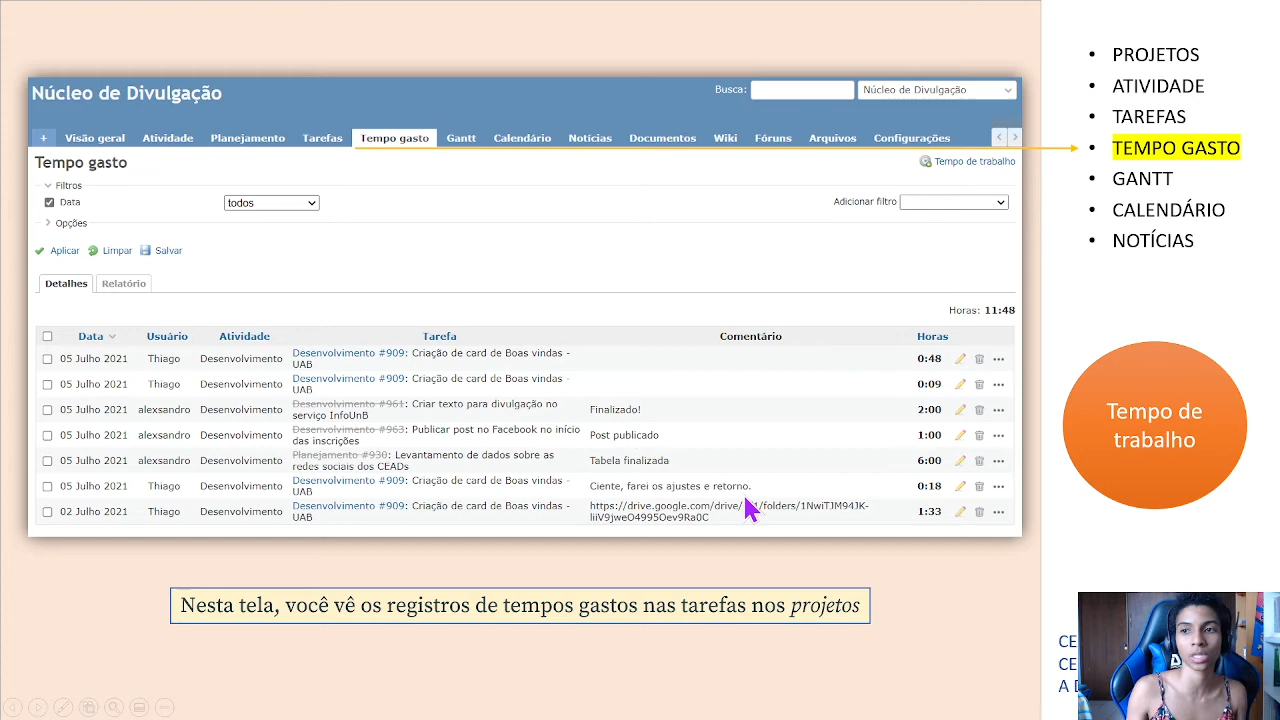 Núcleo de Divulgação
Busca:
Núcleo de Divulgação
+ Visão geral Atividade Planejamento Tarefas Tempo gasto Gantt Calendário Notícias Documentos Wiki Fóruns Arquivos Configurações
Tempo gasto
Tempo de trabalho
Filtros
Data todos Adicionar filtro
Opções
Aplicar Limpar Salvar
Detalhes Relatório
Horas: 11:48
Data Usuário Atividade Tarefa Comentário Horas
05 Julho 2021 Thiago Desenvolvimento Desenvolvimento #909: Criação de card de Boas vindas - 0:48
UAB
05 Julho 2021 Thiago Desenvolvimento Desenvolvimento #909: Criação de card de Boas vindas - 0:09
UAB
05 Julho 2021 alexsandro Desenvolvimento Desenvolvimento #961: Criar texto para divulgação no Finalizado! 2:00
serviço InfoUnB
05 Julho 2021 alexsandro Desenvolvimento Desenvolvimento #963: Publicar post no Facebook no início Post publicado 1:00
das inscrições
05 Julho 2021 alexsandro Desenvolvimento Planejamento #930: Levantamento de dados sobre as Tabela finalizada 6:00
redes sociais dos CEADs
05 Julho 2021 Thiago Desenvolvimento Desenvolvimento #909: Criação de card de Boas vindas - Ciente, farei os ajustes e retorno. 0:18
UAB
02 Julho 2021 Thiago Desenvolvimento Desenvolvimento #909: Criação de card de Boas vindas - 1:33
UAB
Nesta tela, você vê os registros de tempos gastos nas tarefas nos projetos
• PROJETOS
• ATIVIDADE
• TAREFAS
• TEMPO GASTO
• GANTT
• CALENDÁRIO
• NOTÍCIAS
Tempo de
trabalho
CE
CE
A